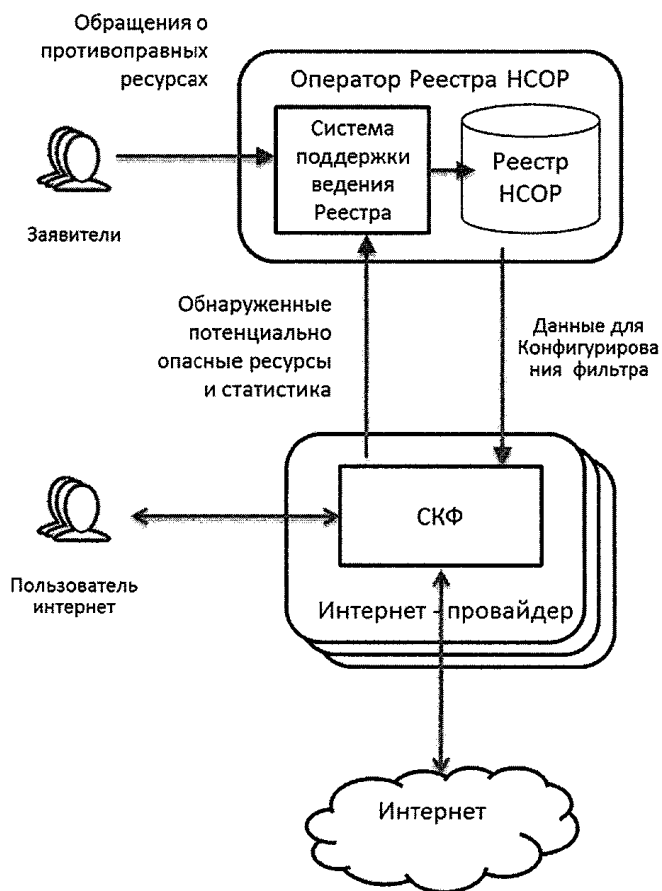 Обращения о
противоправных
ресурсах
Оператор Реестра НСОР
Система
поддержки
ведения
Реестра
Реестр
НСОР
Заявители
Обнаруженные
потенциально
опасные ресурсы
и статистика
Данные для
Конфигурирова
ния фильтра
СКФ
Пользователь
интернет
Интернет - провайдер
Интернет